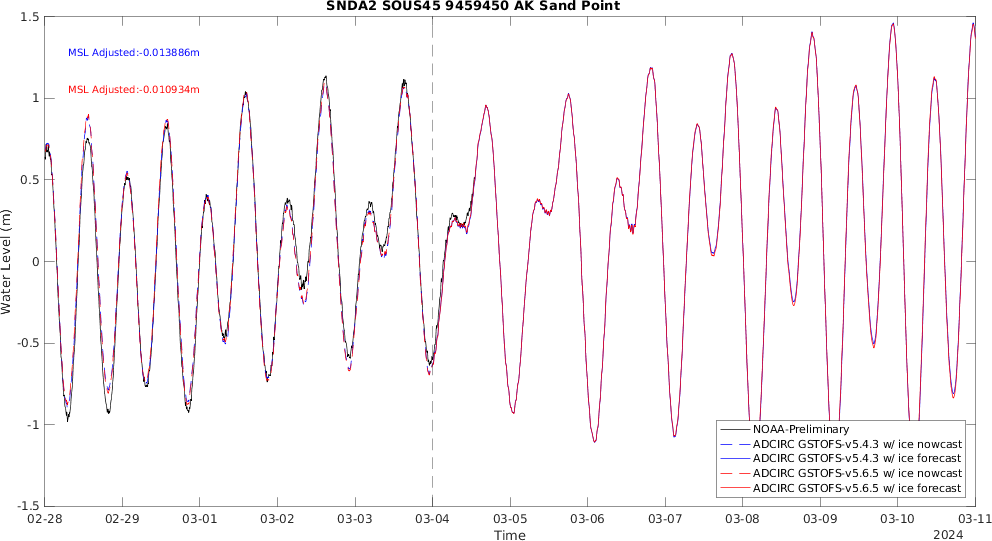 SNDA2 SOUS45 9459450 AK Sand Point
MSL Adjusted:-0.013886m
MSL Adjusted:-0.010934m
Water Level (m)
1.5
1
0.5
0
-0.5
-1
-1.5
NOAA-Preliminary
ADCIRC GSTOFS-v5.4.3 w/ ice nowcast
ADCIRC GSTOFS-v5.4.3 w/ ice forecast
ADCIRC GSTOFS-v5.6.5 w/ ice nowcast
ADCIRC GSTOFS-v5.6.5 w/ ice forecast
02-28 02-29 03-01 03-02 03-03 03-04 03-05 03-06 03-07 03-08 03-09 03-10 03-11
Time
2024